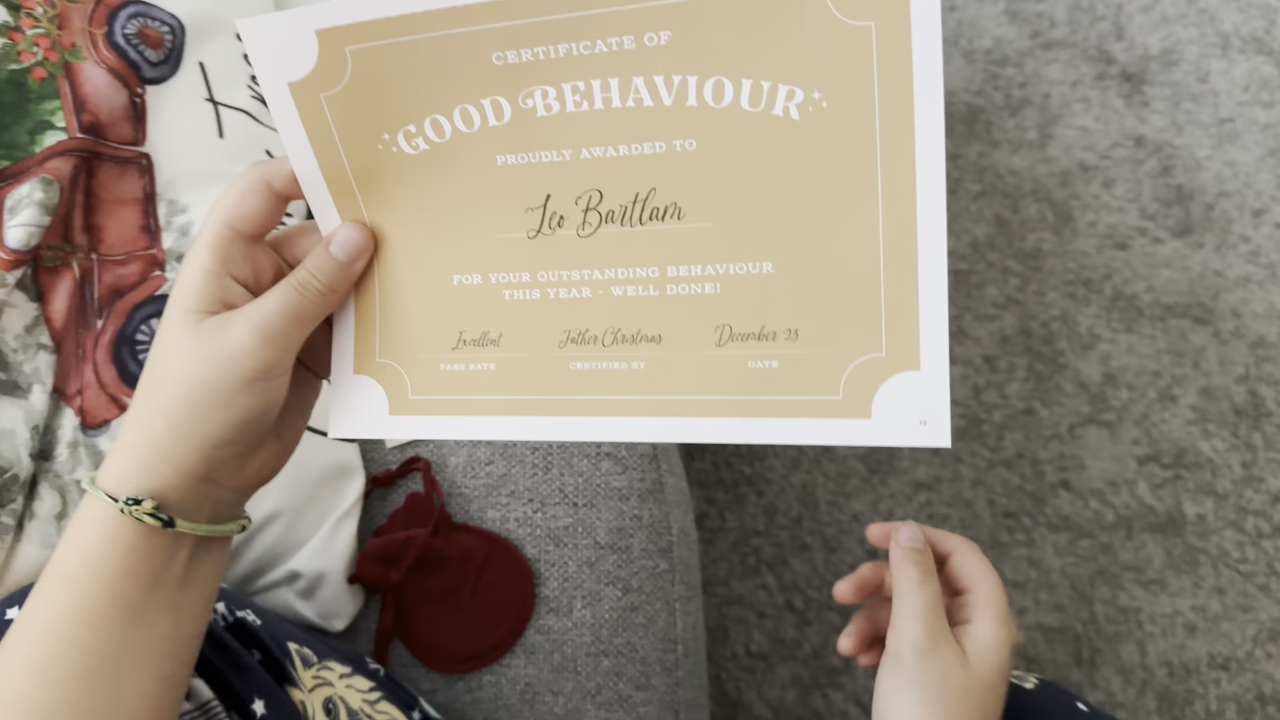 CERTIFICATE OF
GOOD BEHAVIOUR
PROUDLY AWARDED TO
Leo Bartlam
FOR YOUR OUTSTANDING BEHAVIOUR
THIS YEAR - WELL DONE!
Excellent Father Christmas December '23
PASS RATE CERTIFIED BY DATE